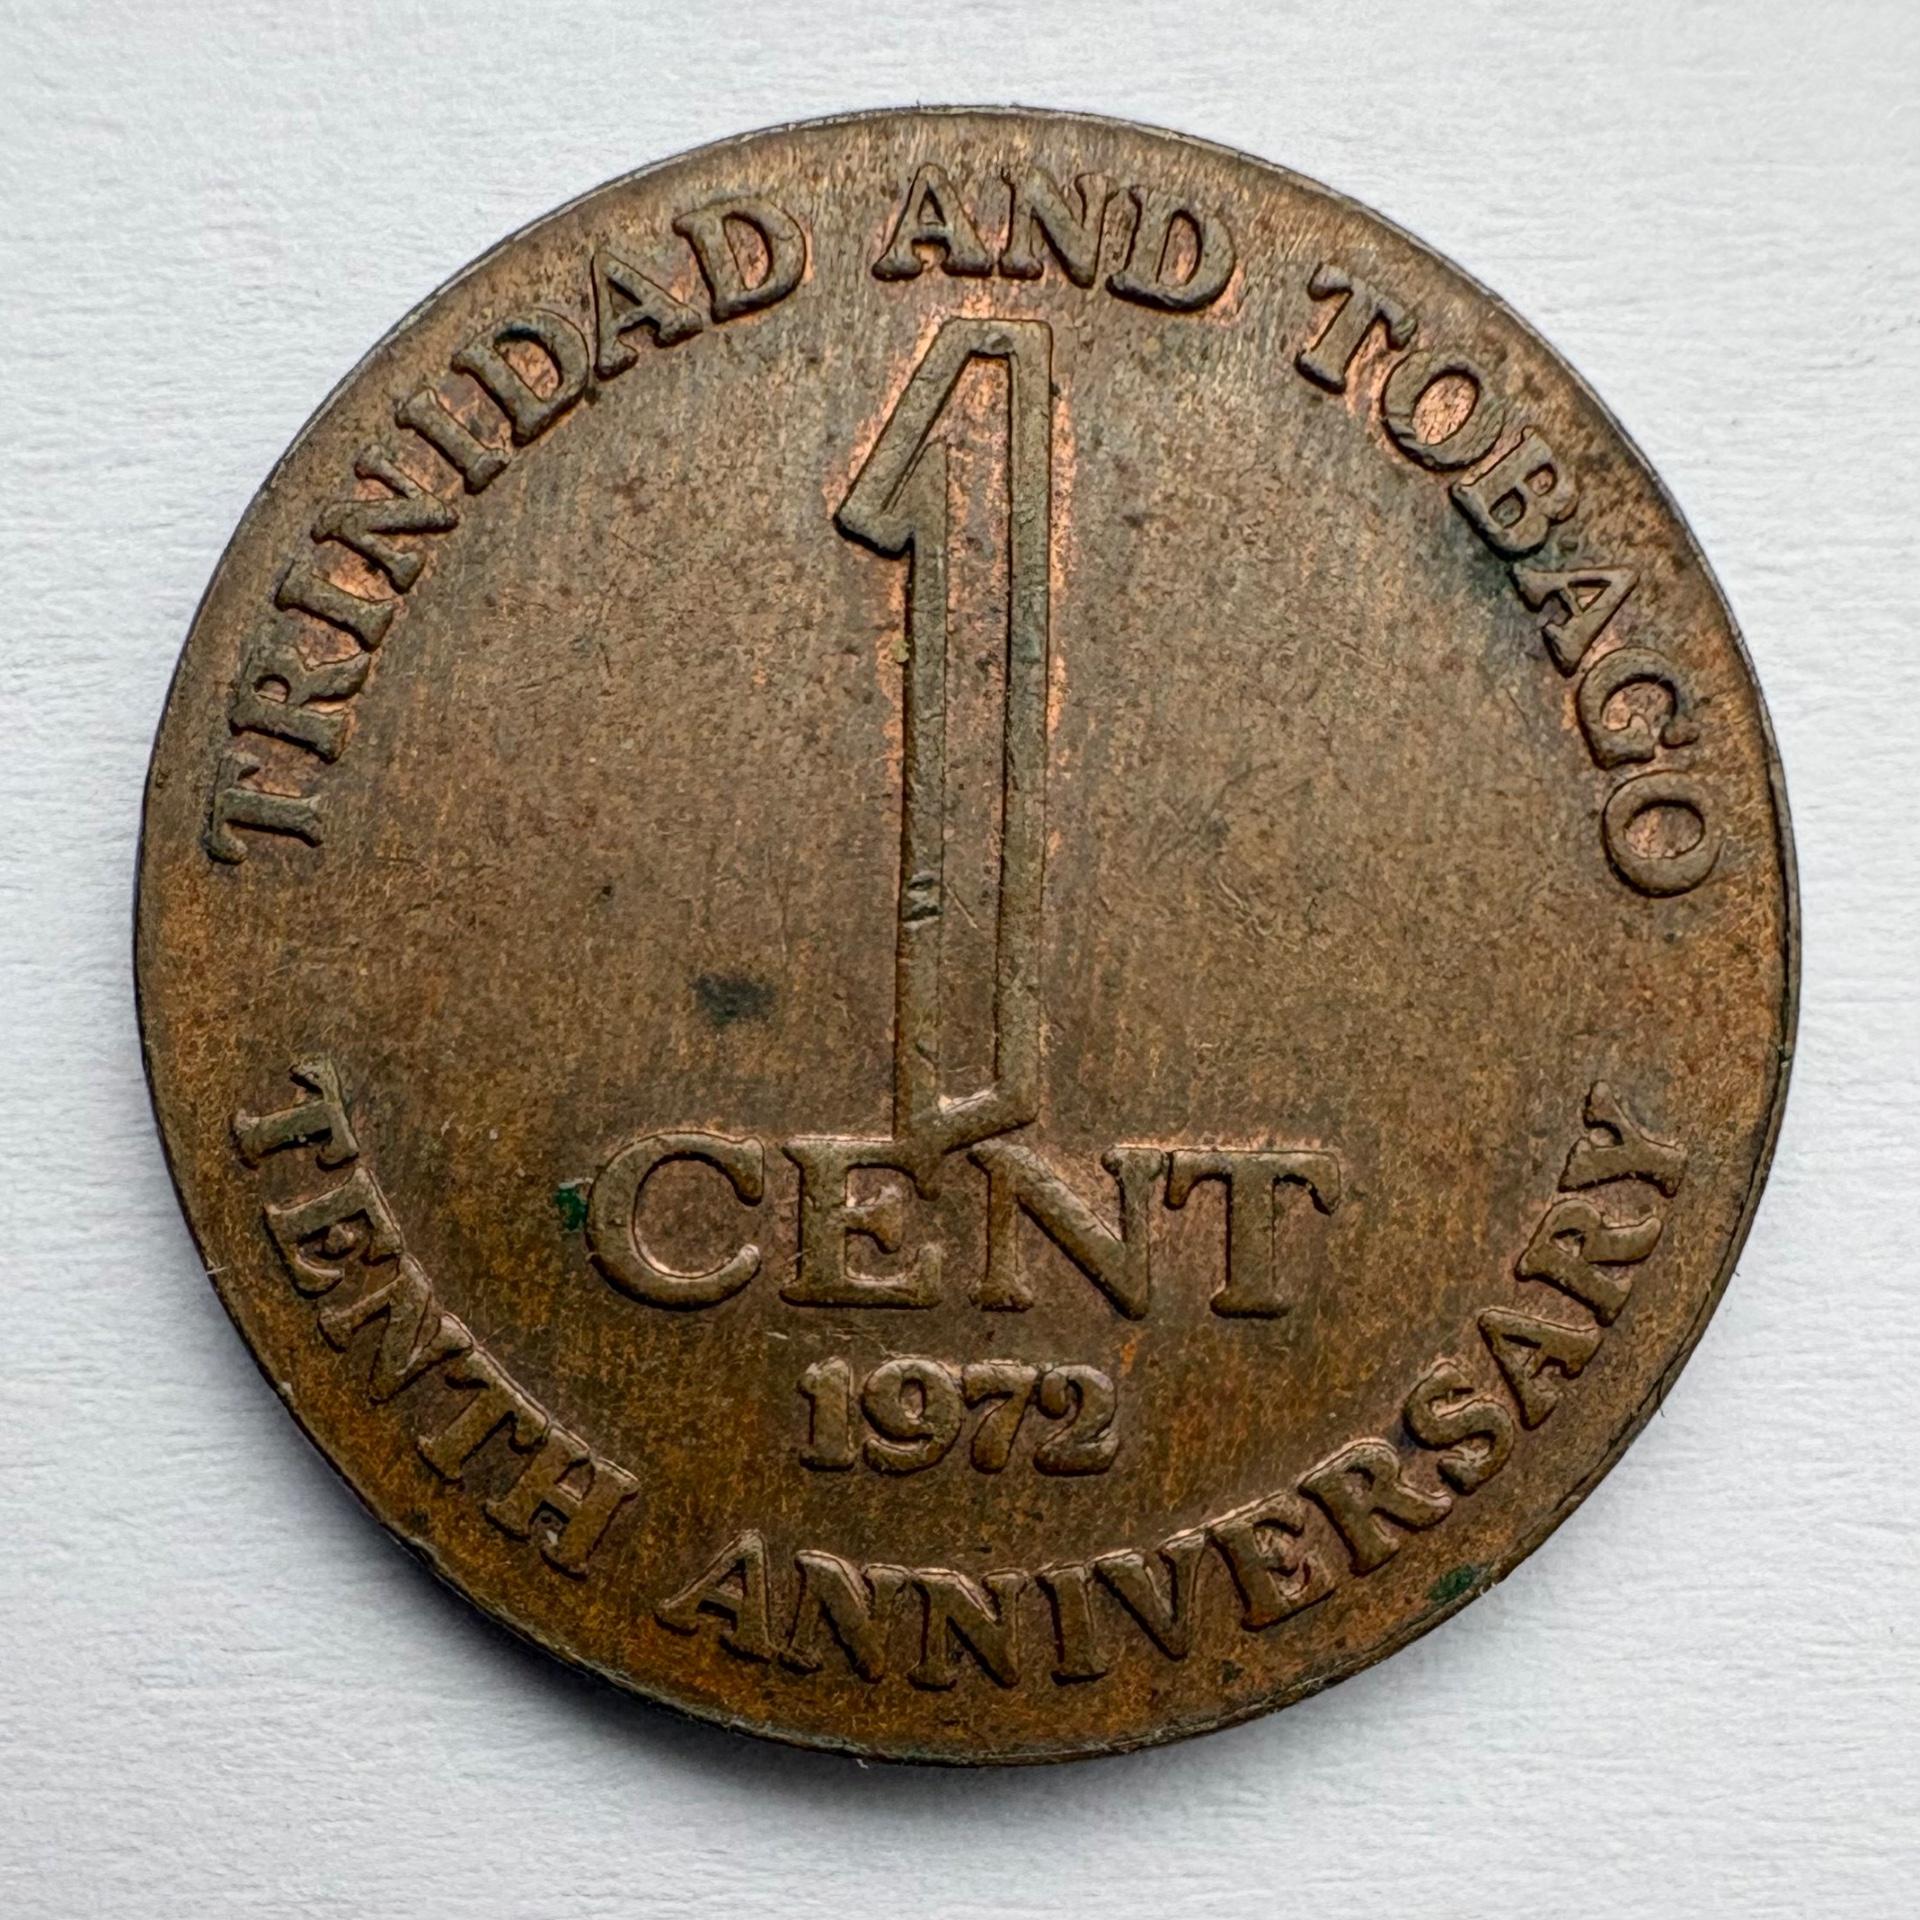 TRINIDAD AND TOBAGO
1
CENT
1972
TENTH ANNIVERSARY